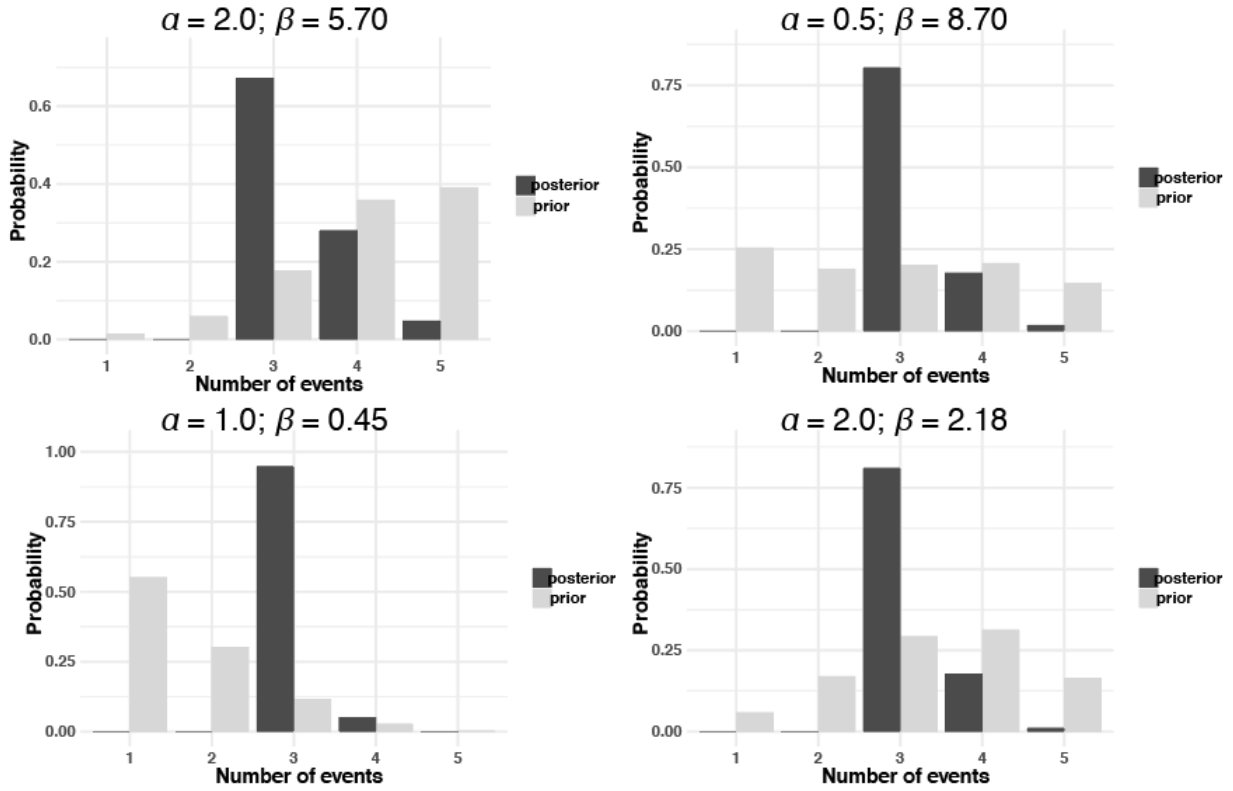 α = 2.0; β = 5.70
Probability
0.6
0.4
0.2
0.0
1 2 3 4 5
Number of events
posterior
prior
α = 0.5; β = 8.70
Probability
0.75
0.50
0.25
0.00
1 2 3 4 5
Number of events
posterior
prior
α = 1.0; β = 0.45
Probability
1.00
0.75
0.50
0.25
0.00
1 2 3 4 5
Number of events
posterior
prior
α = 2.0; β = 2.18
Probability
0.75
0.50
0.25
0.00
1 2 3 4 5
Number of events
posterior
prior